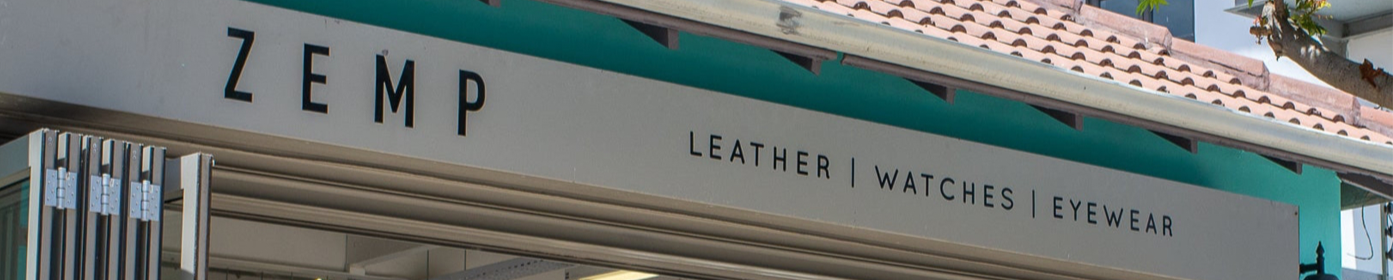 ZEMP
LEATHER | WATCHES | EYEWEAR